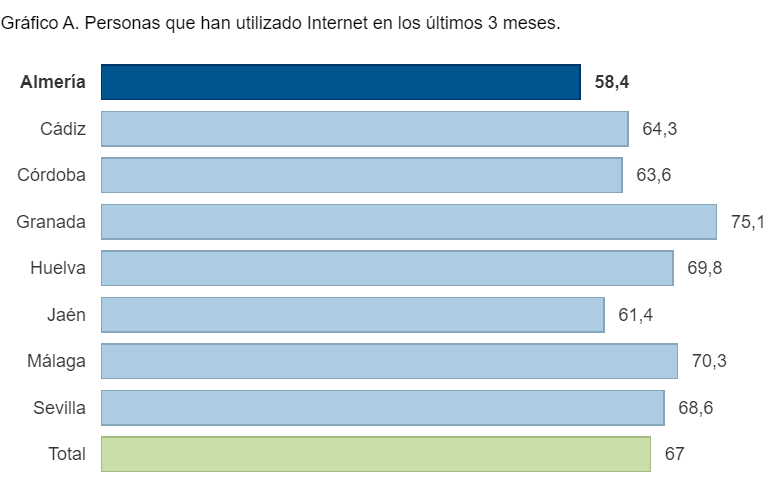 Gráfico A. Personas que han utilizado Internet en los últimos 3 meses.
Almería 58,4
Cádiz 64,3
Córdoba 63,6
Granada 75,1
Huelva 69,8
Jaén 61,4
Málaga 70,3
Sevilla 68,6
Total 67